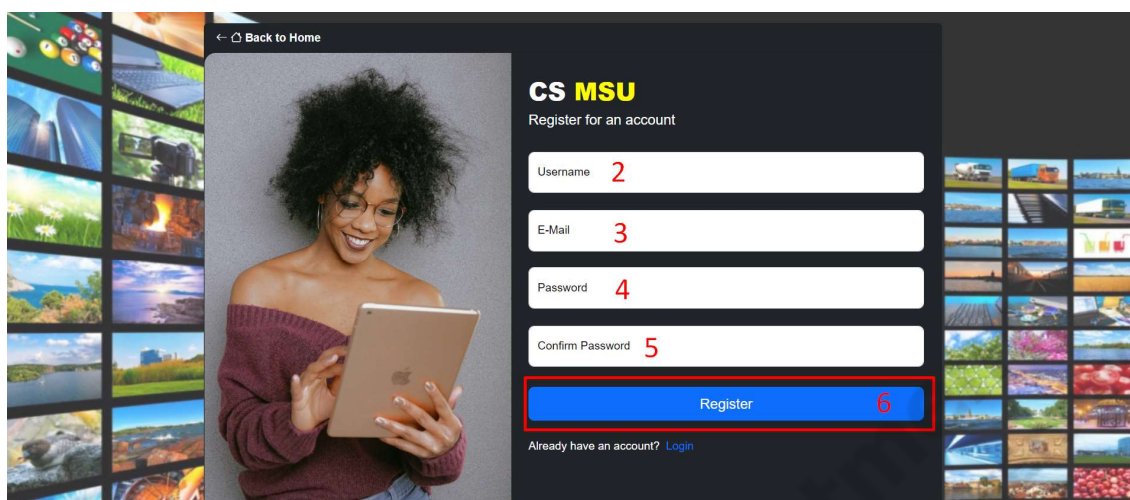 ← Back to Home
CS MSU
Register for an account
Username 2
E-Mail 3
Password 4
Confirm Password 5
Register 6
Already have an account? Login